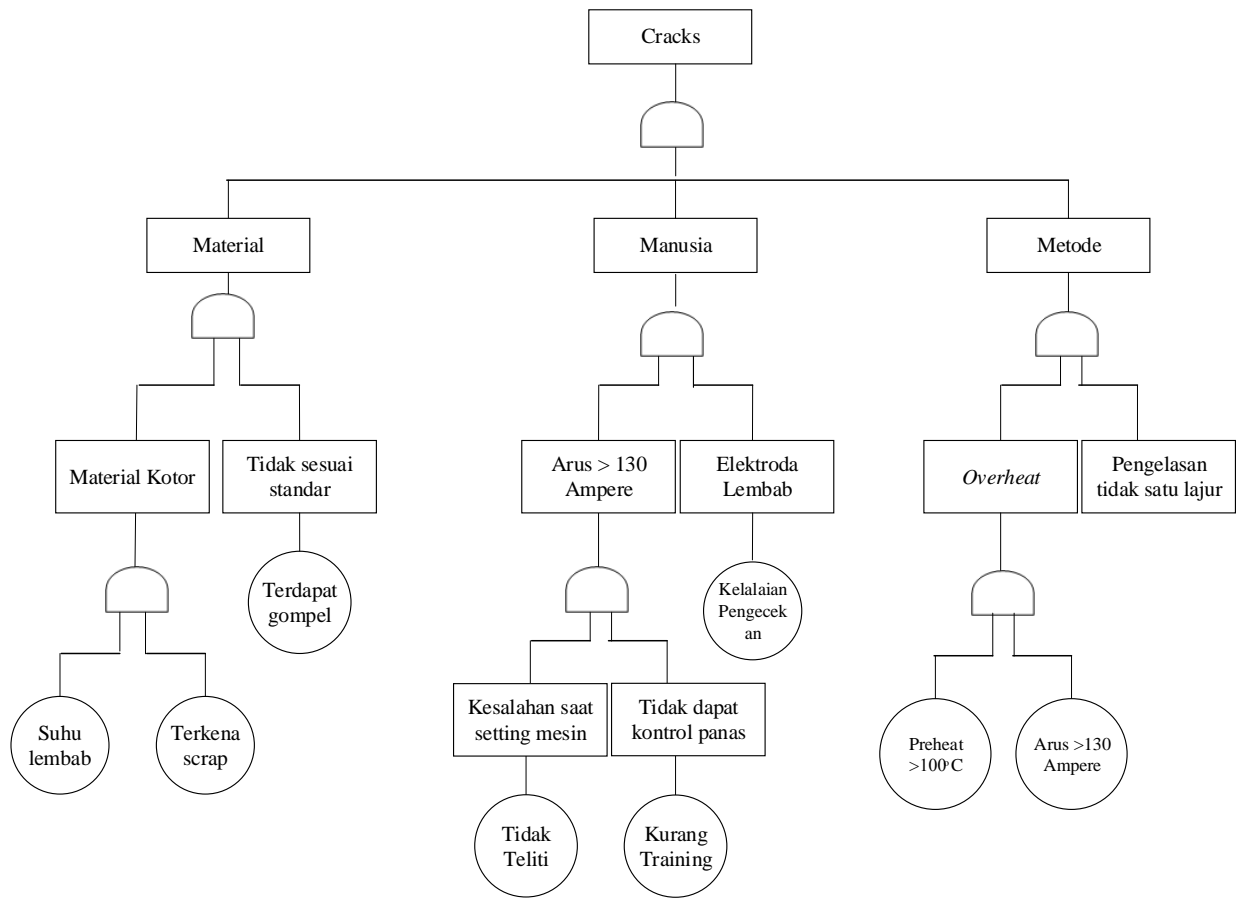 Cracks
Material
Manusia
Metode
Material Kotor
Tidak sesuai
standar
Arus > 130
Ampere
Elektroda
Lembab
Overheat
Pengelasan
tidak satu lajur
Terdapat
gompel
Kelalaian
Pengecek
an
Suhu
lembab
Terkena
scrap
Kesalahan saat
setting mesin
Tidak dapat
kontrol panas
Preheat
>100°C
Arus >130
Ampere
Tidak
Teliti
Kurang
Training